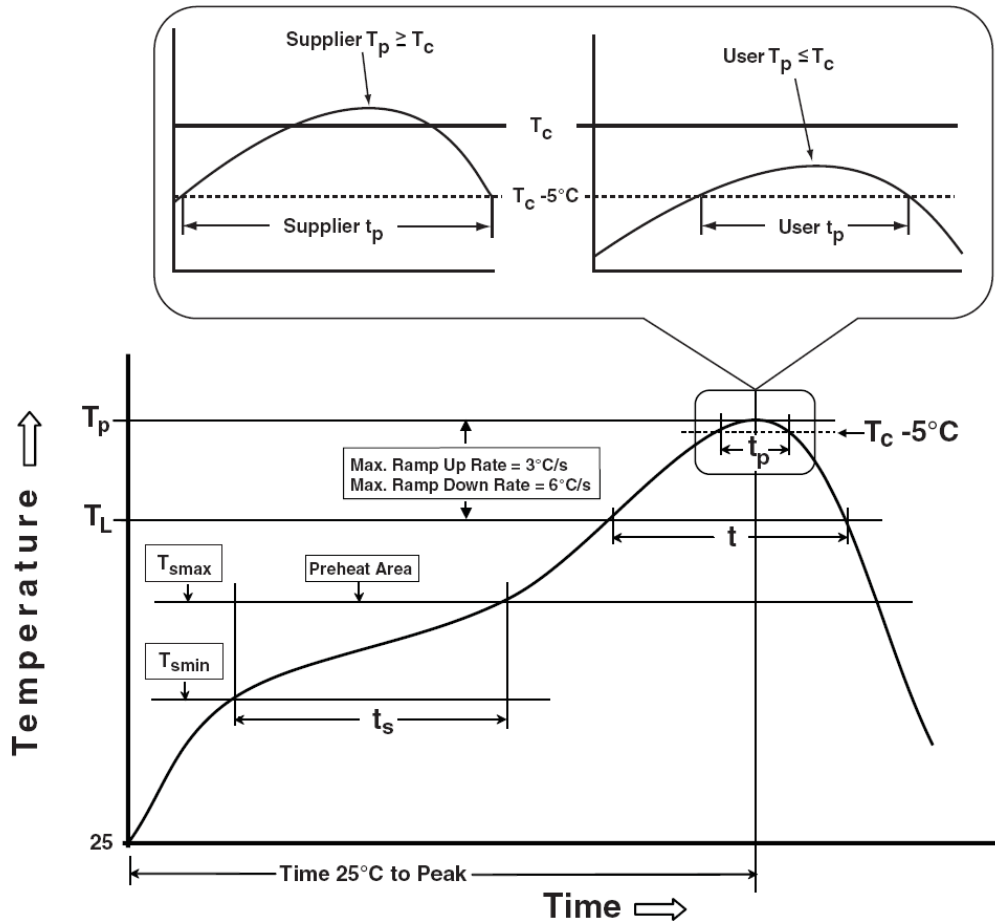 Supplier Tp ≥ Tc
User Tp ≤ Tc
Tc
Tc -5°C
Supplier tp
User tp
Tp
Tc -5°C
tp
Max. Ramp Up Rate = 3°C/s
Max. Ramp Down Rate = 6°C/s
TL
t
Tsmax
Preheat Area
Tsmin
ts
Temperature
25
Time 25°C to Peak
Time